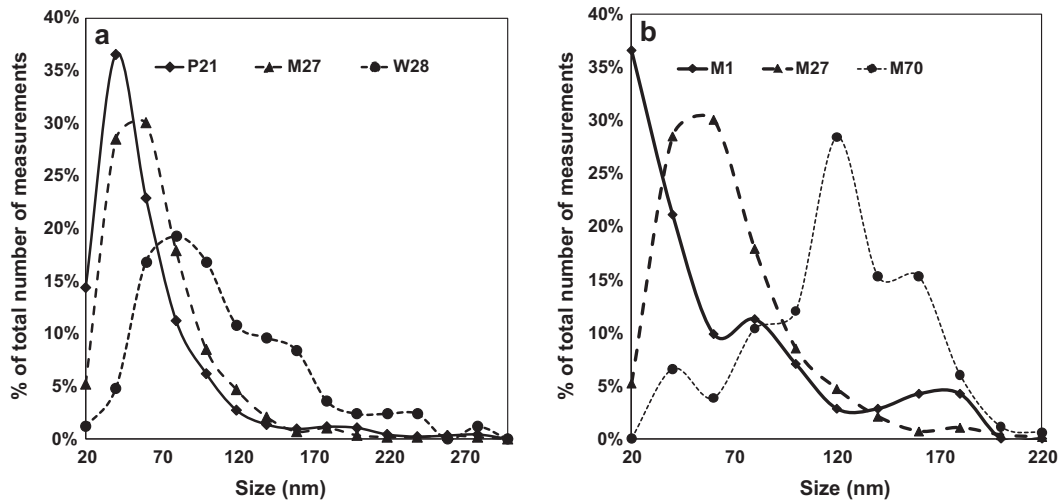 a
P21 M27 W28
% of total number of measurements
40%
35%
30%
25%
20%
15%
10%
5%
0%
20 70 120 170 220 270
Size (nm)
b
M1 M27 M70
% of total number of measurements
40%
35%
30%
25%
20%
15%
10%
5%
0%
20 70 120 170 220
Size (nm)